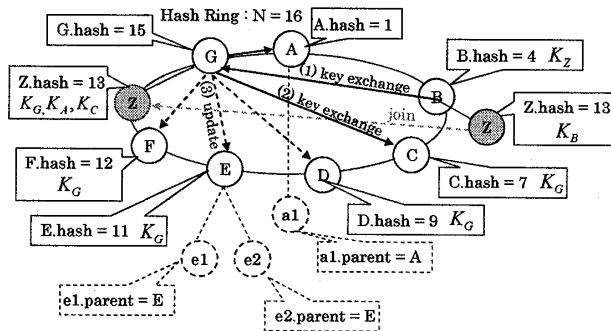 Hash Ring : N = 16
G.hash = 15
A.hash = 1
G
A
B.hash = 4 K_Z
(1) key exchange
Z.hash = 13
K_G, K_A, K_C
Z
B
(2) key exchange
(3) update
join
Z
Z.hash = 13
K_B
F
C
F.hash = 12
K_G
E
D
C.hash = 7 K_G
E.hash = 11 K_G
a1
D.hash = 9 K_G
e1
e2
a1.parent = A
e1.parent = E
e2.parent = E